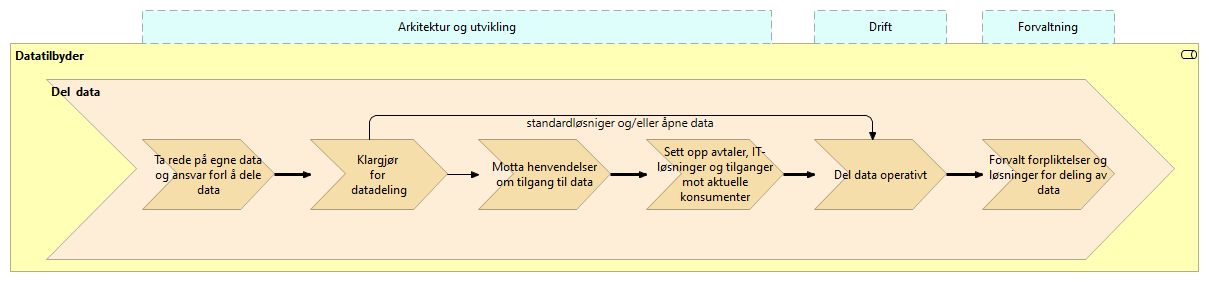 Arkitektur og utvikling
Drift
Forvaltning
Datatilbyder
Del data
standardløsniger og/eller åpne data
Ta rede på egne data
og ansvar forl å dele
data
Klargjør
for
datadeling
Motta henvendelser
om tilgang til data
Sett opp avtaler, IT-
løsninger og tilganger
mot aktuelle
konsumenter
Del data operativt
Forvalt forpliktelser og
løsninger for deling av
data